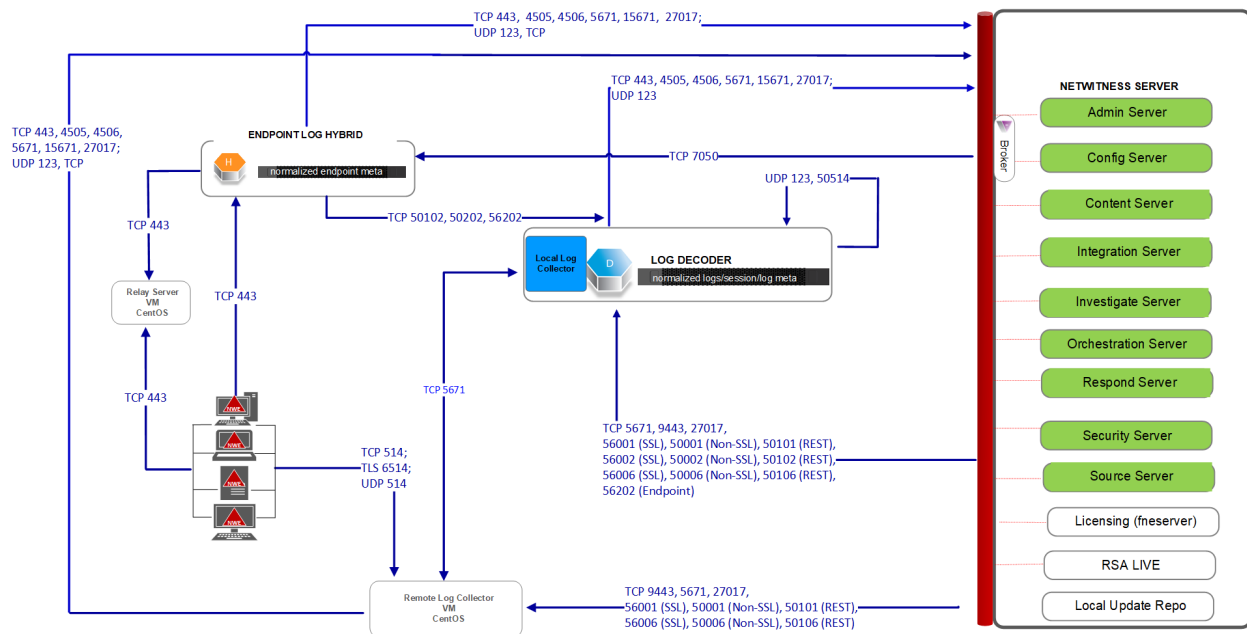 TCP 443,  4505, 4506, 5671, 15671,  27017;
UDP 123, TCP
TCP 443, 4505, 4506, 5671, 15671, 27017;
UDP 123
NETWITNESS SERVER
Admin Server
Broker
Config Server
Content Server
Integration Server
Investigate Server
Orchestration Server
Respond Server
Security Server
Source Server
Licensing (fneserver)
RSA LIVE
Local Update Repo
TCP 443, 4505, 4506,
5671, 15671, 27017;
UDP 123, TCP
ENDPOINT LOG HYBRID
H
normalized endpoint meta
TCP 7050
UDP 123, 50514
TCP 443
TCP 50102, 50202, 56202
Local Log
Collector
D
LOG DECODER
normalized logs/session/log meta
TCP 443
Relay Server
VM
CentOS
TCP 443
TCP 5671
NWE
NWE
NWE
NWE
TCP 514;
TLS 6514;
UDP 514
TCP 5671, 9443, 27017,
56001 (SSL), 50001 (Non-SSL), 50101 (REST),
56002 (SSL), 50002 (Non-SSL), 50102 (REST),
56006 (SSL), 50006 (Non-SSL), 50106 (REST),
56202 (Endpoint)
Remote Log Collector
VM
CentOS
TCP 9443, 5671, 27017,
56001 (SSL), 50001 (Non-SSL), 50101 (REST),
56006 (SSL), 50006 (Non-SSL), 50106 (REST)